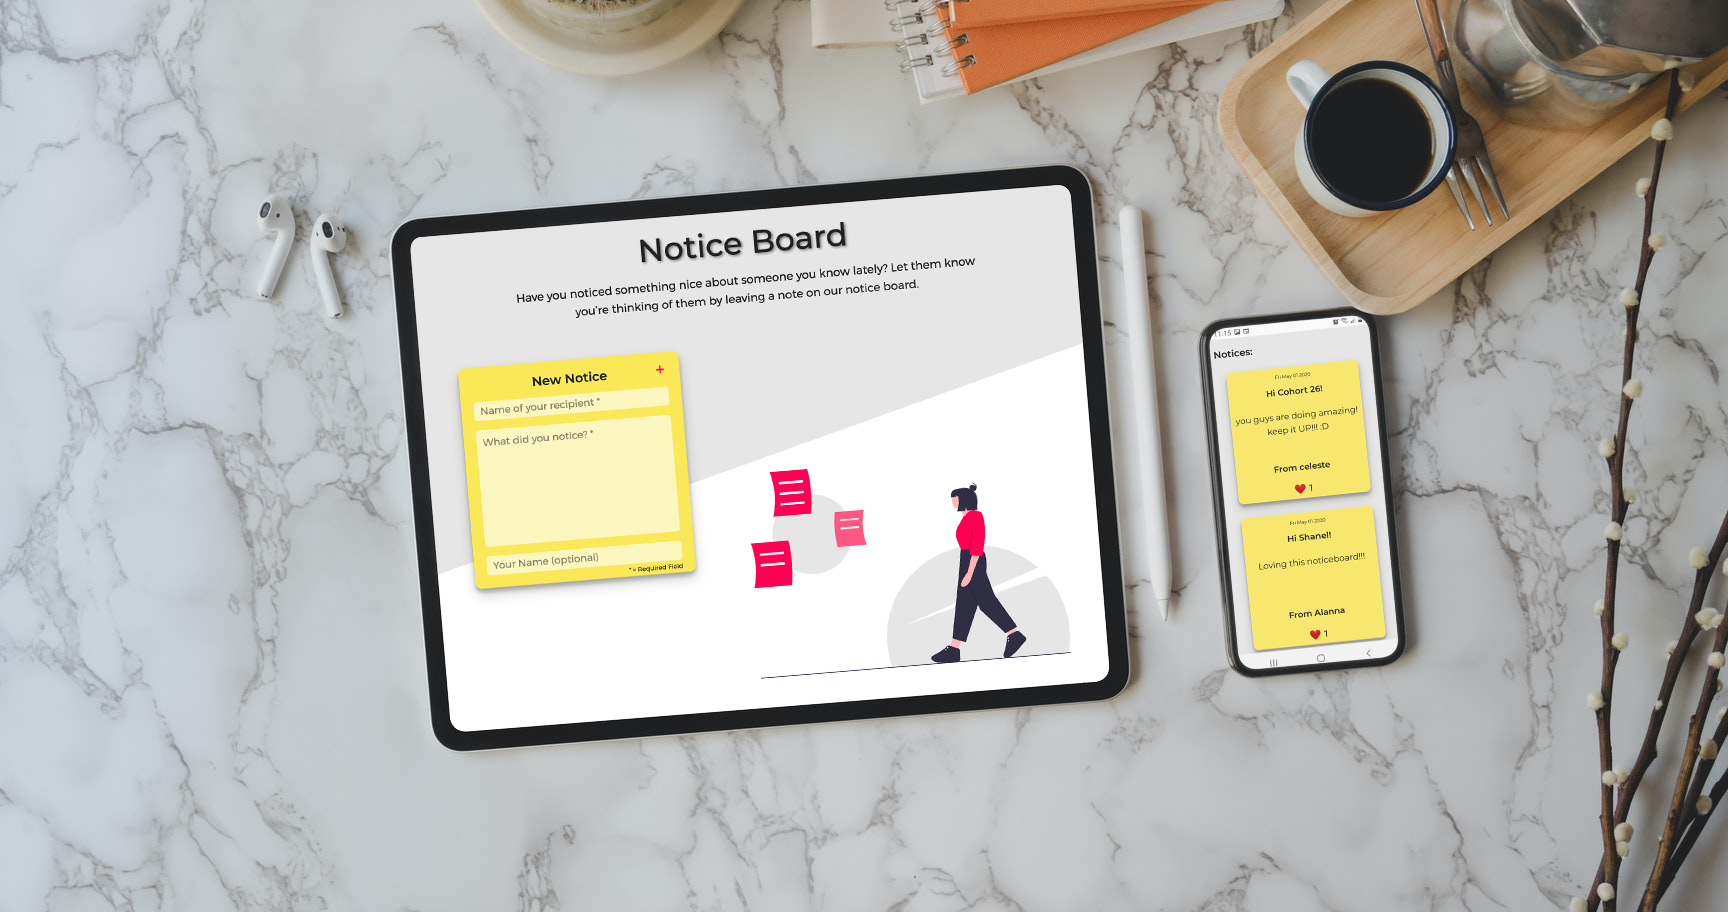 Notice Board
Have you noticed something nice about someone you know lately? Let them know
you're thinking of them by leaving a note on our notice board.
New Notice
+
Name of your recipient *
What did you notice? *
Your Name (optional)
* = Required Field
11:15
Notices:
Fri May 01 2020
Hi Cohort 26!
you guys are doing amazing!
keep it UP!!! :D
From celeste
❤️ 1
Fri May 01 2020
Hi Shanel!
Loving this noticeboard!!!
From Alanna
❤️ 1